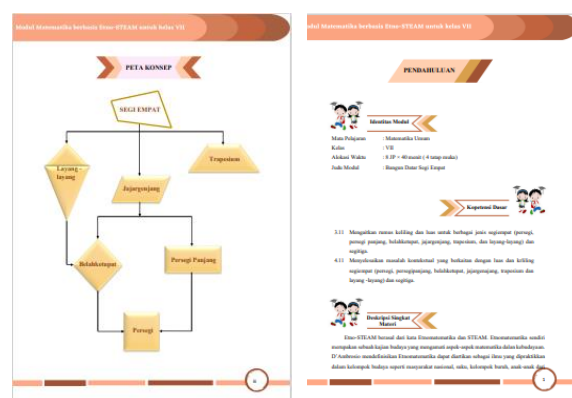 Modul Matematika berbasis Etno-STEAM untuk kelas VII
PETA KONSEP
SEGI EMPAT
Layang -
layang
Jajargenjang
Trapesium
Belahketupat
Persegi Panjang
Persegi
dul Matematika berbasis Etno-STEAM untuk kelas VII
PENDAHULUAN
Identitas Modul
Mata Pelajaran : Matematika Umum
Kelas : VII
Alokasi Waktu : 8 JP × 40 menit ( 4 tatap muka)
Judul Modul : Bangun Datar Segi Empat
Kopetensi Dasar
3.11 Mengaitkan rumus keliling dan luas untuk berbagai jenis segiempat (persegi,
persegi panjang, belahketupat, jajargenjang, trapesium, dan layang-layang) dan
segitiga.
4.11 Menyelesaikan masalah kontekstual yang berkaitan dengan luas dan keliling
segiempat (persegi, persegipanjang, belahketupat, jajargenjang, trapesium dan
layang -layang) dan segitiga.
Deskripsi Singkat
Materi
Etno-STEAM berasal dari kata Etnomatematika dan STEAM. Etnomatematika sendiri
merupakan sebuah kajian budaya yang mengamati aspek-aspek matematika dalam kebudayaan.
D'Ambrosio mendefinisikan Etnomatematika dapat diartikan sebagai ilmu yang dipraktikkan
dalam kelompok budaya seperti masyarakat nasional, suku, kelompok buruh, anak-anak dari